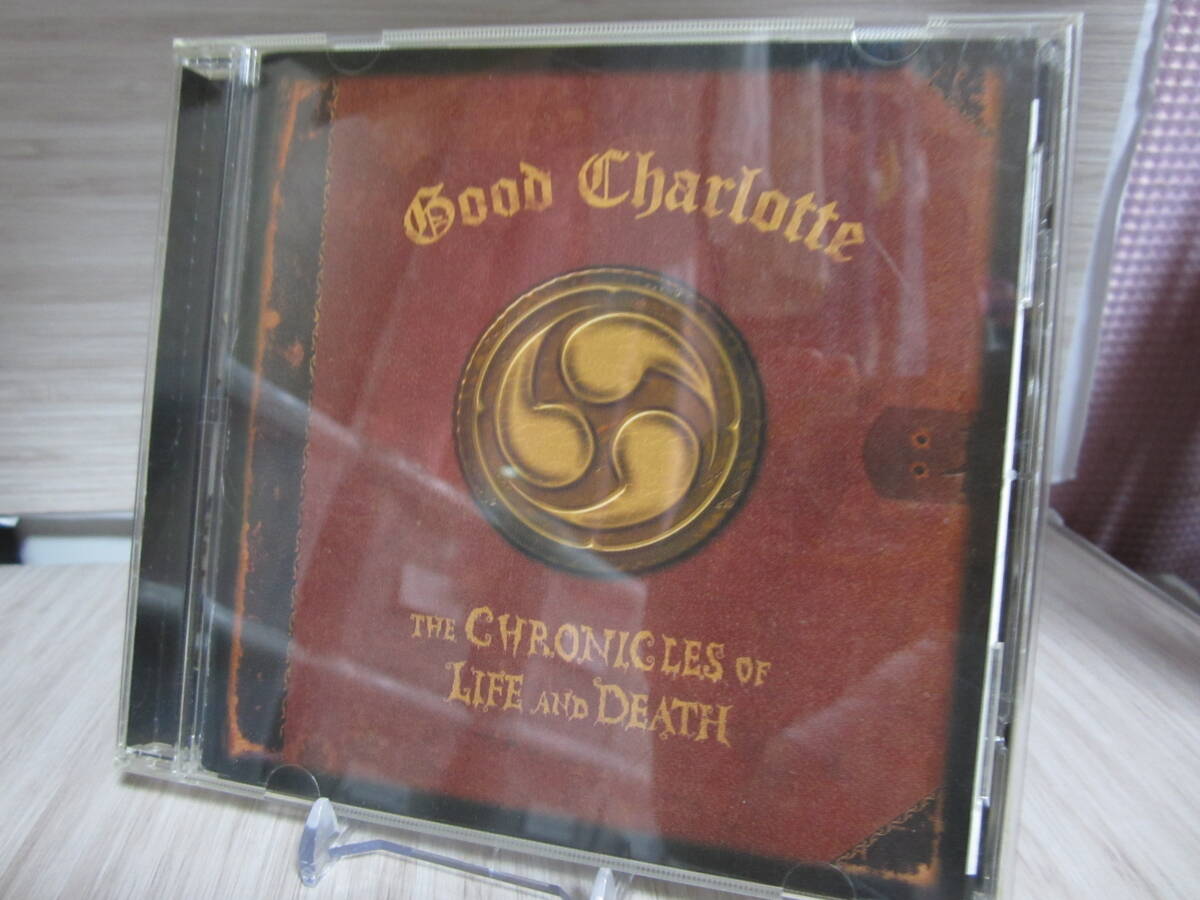 Good Charlotte
THE CHRONICLES OF
LIFE AND DEATH